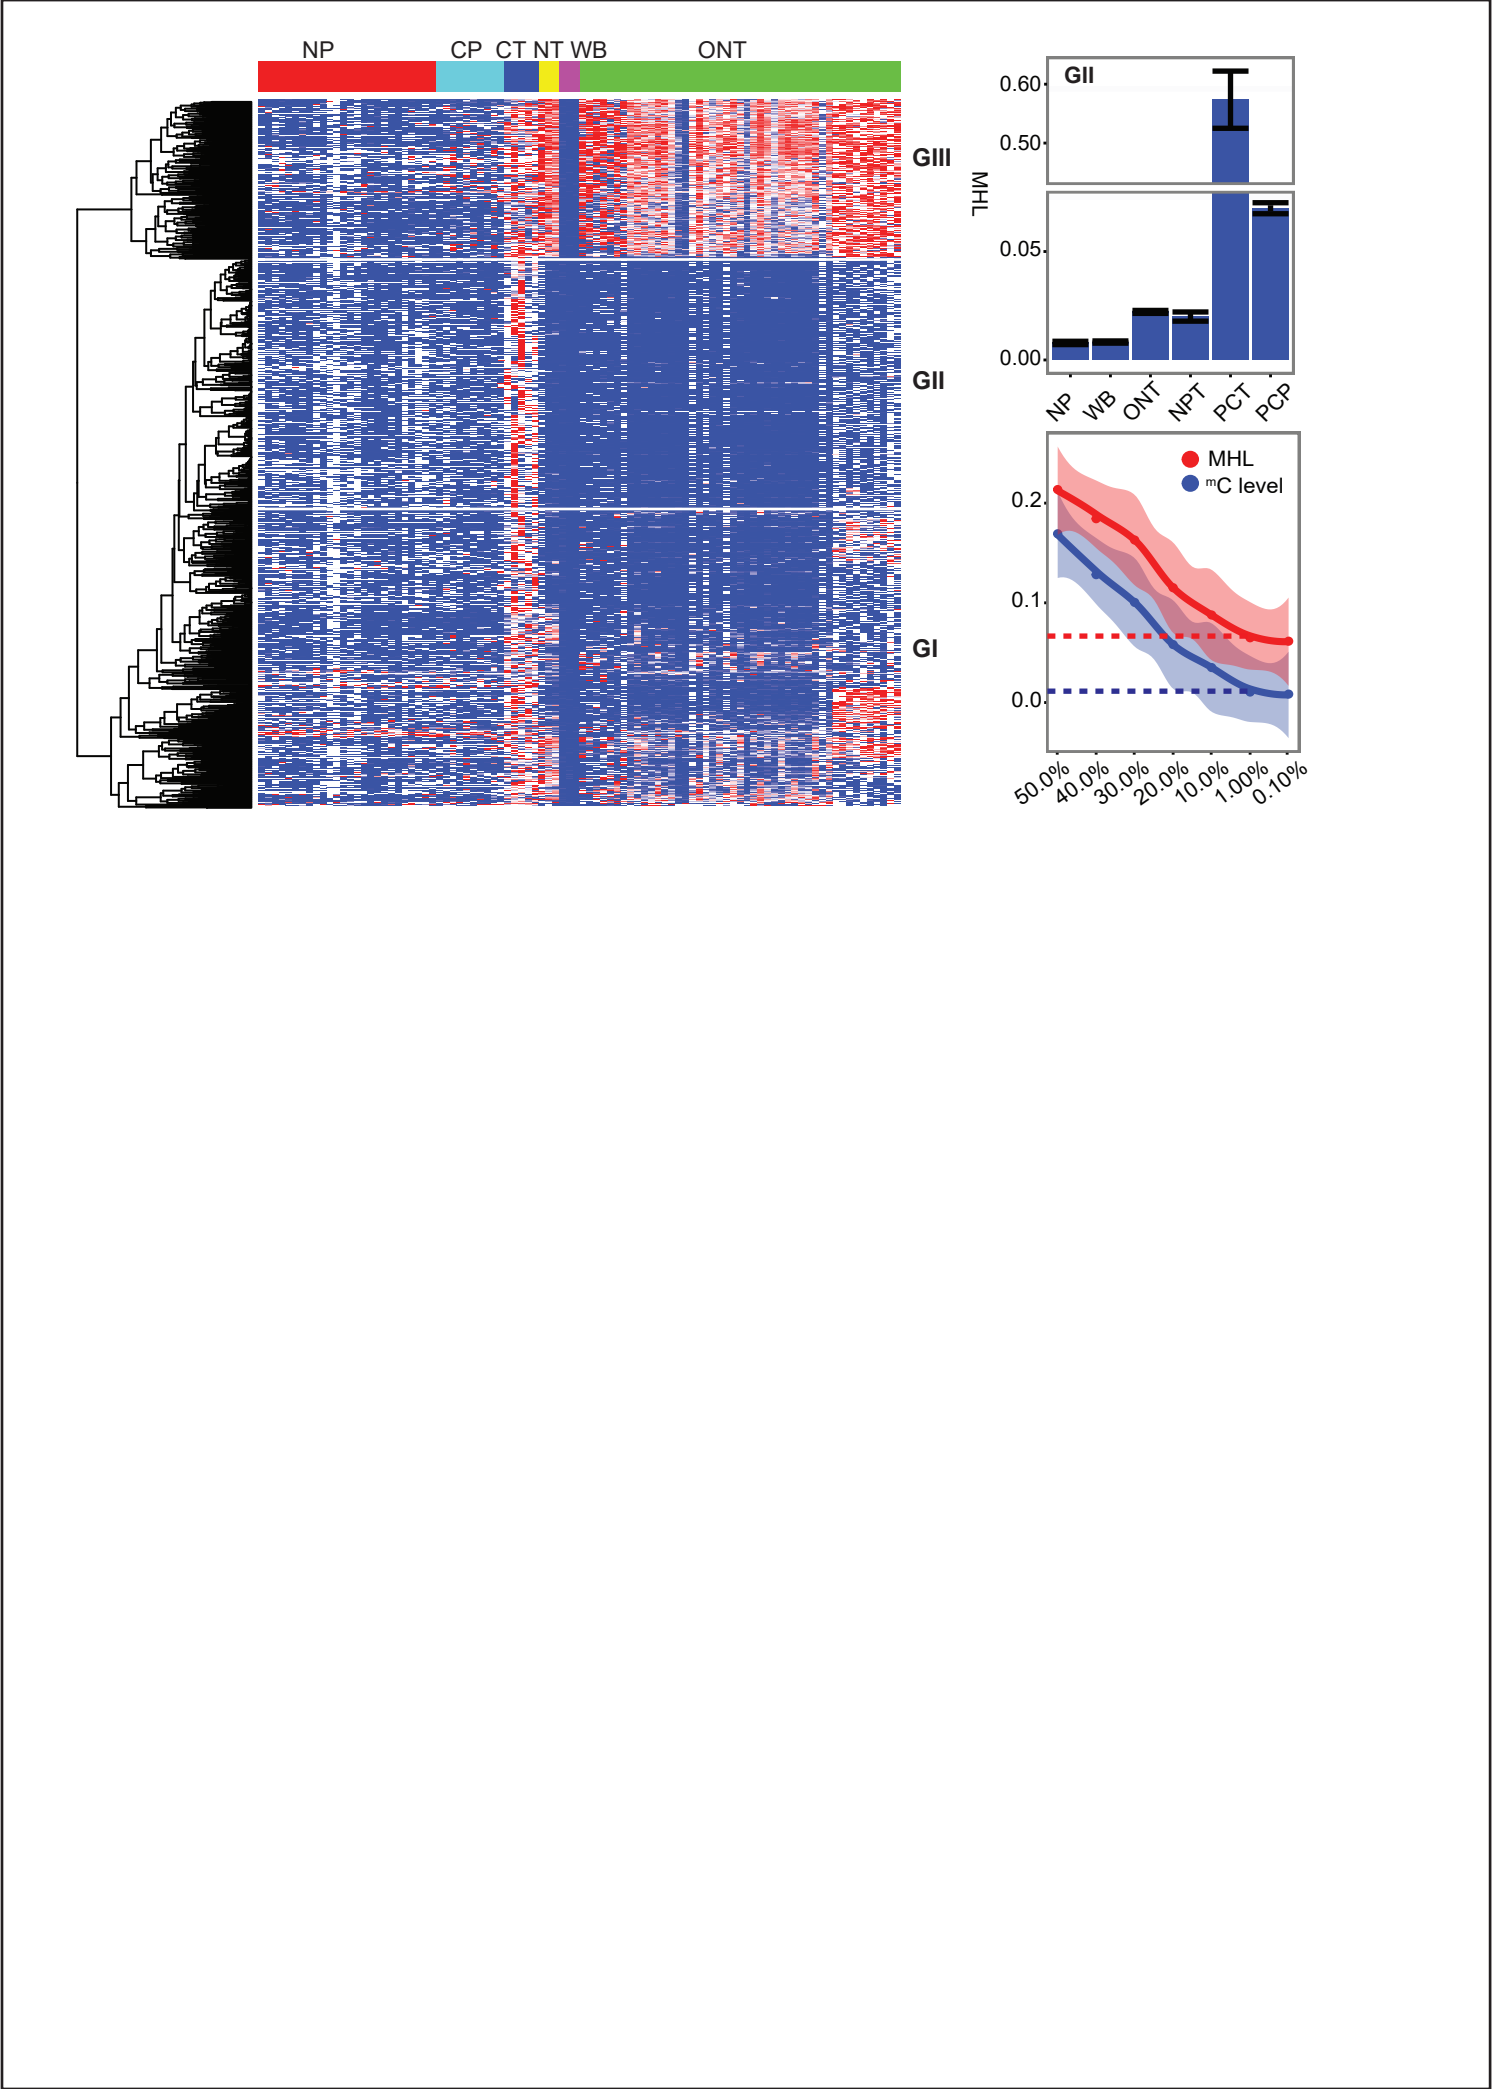 NP CP CT NT WB ONT
GIII
GII
GI
MHL
GII
0.60
0.50
0.05
0.00
NP WB ONT NPT PCT PCP
MHL
ᵐC level
0.2
0.1
0.0
50.0% 40.0% 30.0% 20.0% 10.0% 1.00% 0.10%